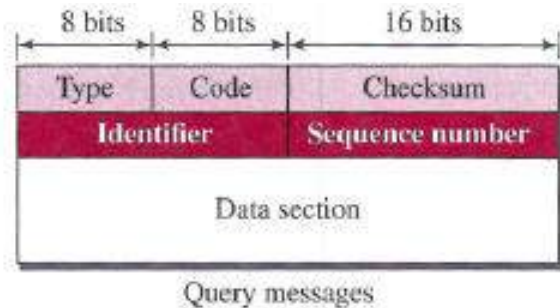 8 bits 8 bits 16 bits
Type Code Checksum
Identifier Sequence number
Data section
Query messages